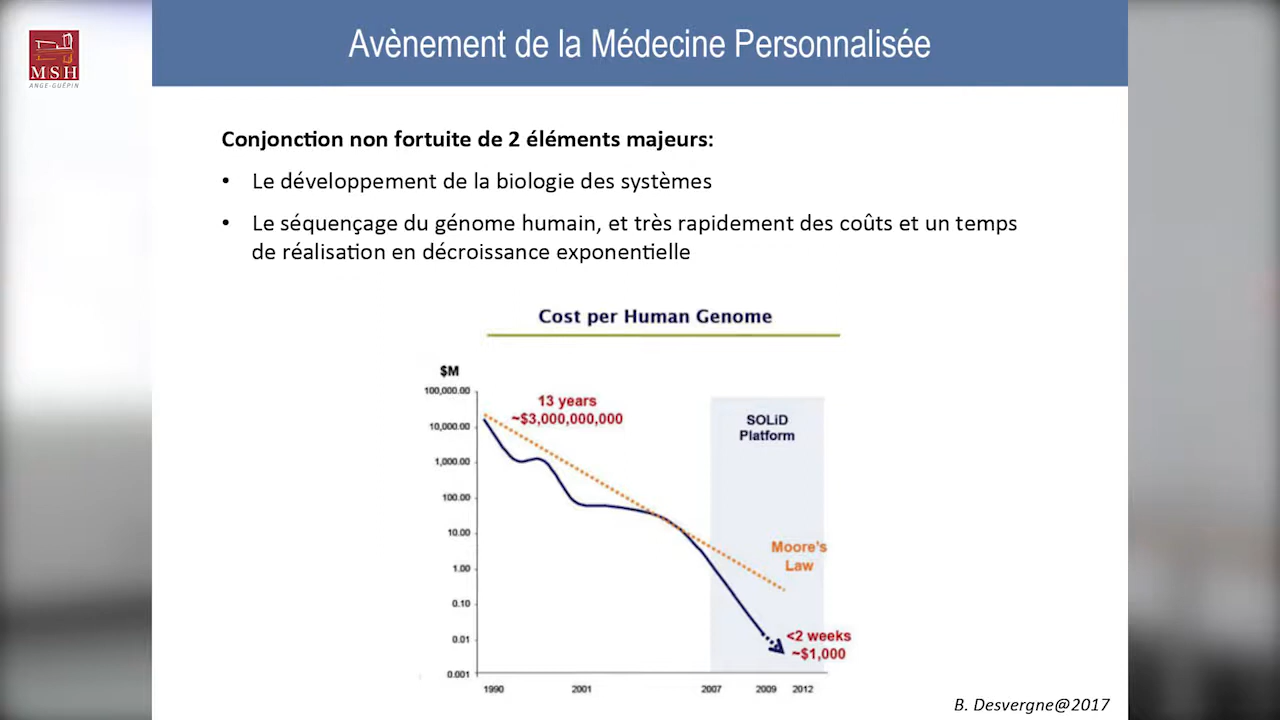 MSH
ANGE-GUÉPIN
Avènement de la Médecine Personnalisée
Conjonction non fortuite de 2 éléments majeurs:
• Le développement de la biologie des systèmes
• Le séquençage du génome humain, et très rapidement des coûts et un temps
de réalisation en décroissance exponentielle
Cost per Human Genome
$M
100,000.00
10,000.00
1,000.00
100.00
10.00
1.00
0.10
0.01
0.001
13 years
~$3,000,000,000
SOLiD
Platform
Moore's
Law
<2 weeks
~$1,000
1990
2001
2007
2009
2012
B. Desvergne@2017